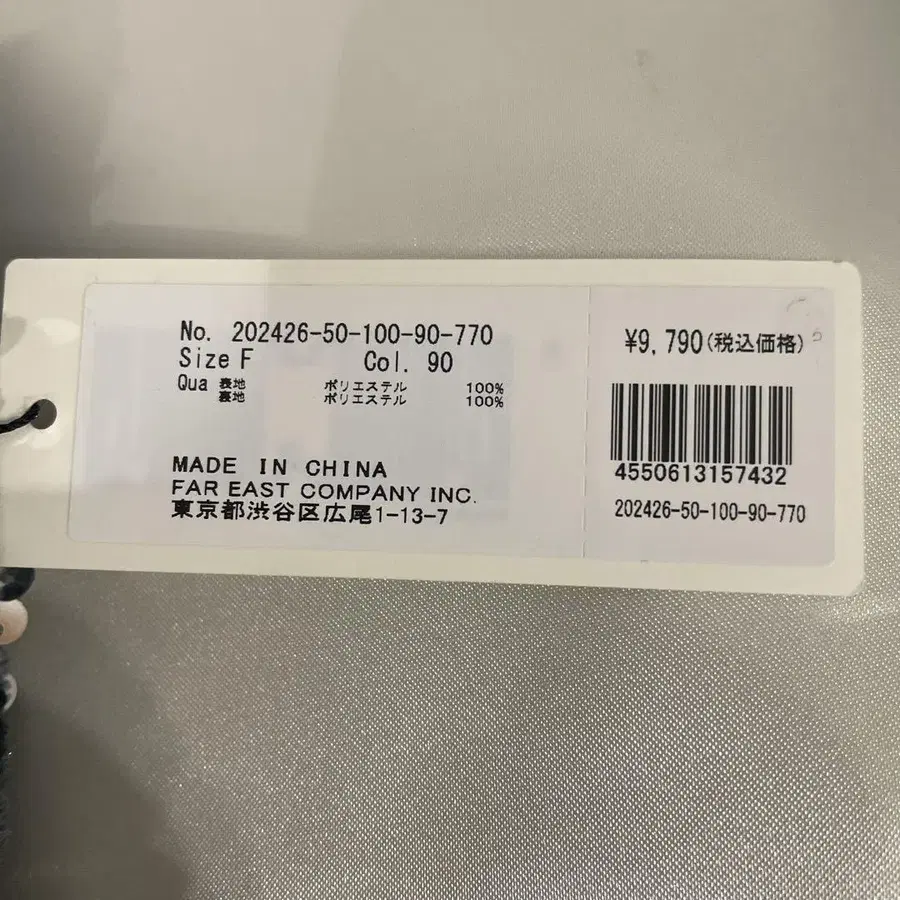 No. 202426-50-100-90-770
Size F Col. 90
Qua 表地 ポリエステル 100%
裏地 ポリエステル 100%
MADE IN CHINA
FAR EAST COMPANY INC.
東京都渋谷区広尾1-13-7
¥9,790(税込価格)
4550613157432
202426-50-100-90-770